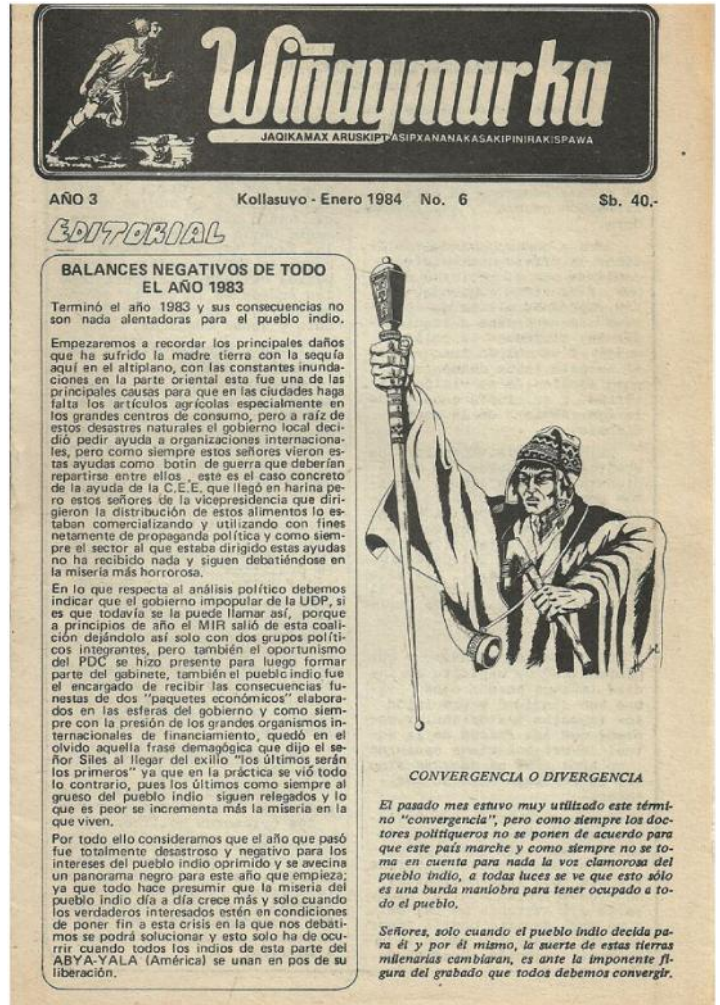 Wiñaymarka
JAQIKAMAX ARUSKIPT'ASIPXANANAKASAKIPINIRAKISPAWA
AÑO 3 Kollasuyo - Enero 1984 No. 6 $b. 40.-
EDITORIAL
BALANCES NEGATIVOS DE TODO
EL AÑO 1983
Terminó el año 1983 y sus consecuencias no
son nada alentadoras para el pueblo indio.
Empezaremos a recordar los principales daños
que ha sufrido la madre tierra con la sequía
aquí en el altiplano, con las constantes inunda-
ciones en la parte oriental esta fue una de las
principales causas para que en las ciudades haga
falta los artículos agrícolas especialmente en
los grandes centros de consumo, pero a raíz de
estos desastres naturales el gobierno local deci-
dió pedir ayuda a organizaciones internaciona-
les, pero como siempre estos señores vieron es-
tas ayudas como botin de guerra que deberían
repartirse entre ellos , este es el caso concreto
de la ayuda de la C.E.E. que llegó en harina pe-
ro estos señores de la vicepresidencia que diri-
gieron la distribución de estos alimentos lo es-
taban comercializando y utilizando con fines
netamente de propaganda política y como siem-
pre el sector al que estaba dirigido estas ayudas
no ha recibido nada y siguen debatiéndose en
la miseria más horrorosa.
En lo que respecta al análisis político debemos
indicar que el gobierno impopular de la UDP, si
es que todavía se la puede llamar así, porque
a principios de año el MIR salió de esta coali-
ción dejándolo así solo con dos grupos políti-
cos integrantes, pero también el oportunismo
del PDC se hizo presente para luego formar
parte del gabinete, también el pueblo indio fue
el encargado de recibir las consecuencias fu-
nestas de dos "paquetes económicos" elabora-
dos en las esferas del gobierno y como siem-
pre con la presión de los grandes organismos in-
ternacionales de financiamiento, quedó en el
olvido aquella frase demagógica que dijo el se-
ñor Siles al llegar del exilio "los últimos serán
los primeros" ya que en la práctica se vió todo
lo contrario, pues los últimos como siempre al
grueso del pueblo indio siguen relegados y lo
que es peor se incrementa más la miseria en la
que viven.
Por todo ello consideramos que el año que pasó
fue totalmente desastroso y negativo para los
intereses del pueblo indio oprimido y se avecina
un panorama negro para este año que empieza;
ya que todo hace presumir que la miseria del
pueblo indio día a día crece más y solo cuando
los verdaderos interesados estén en condiciones
de poner fin a esta crisis en la que nos debati-
mos se podrá solucionar y esto solo ha de ocu-
rrir cuando todos los indios de esta parte del
ABYA-YALA (América) se unan en pos de su
liberación.
CONVERGENCIA O DIVERGENCIA
El pasado mes estuvo muy utilizado este térmi-
no "convergencia", pero como siempre los doc-
tores politiqueros no se ponen de acuerdo para
que este país marche y como siempre no se to-
ma en cuenta para nada la voz clamorosa del
pueblo indio, a todas luces se ve que esto sólo
es una burda maniobra para tener ocupado a to-
do el pueblo.
Señores, solo cuando el pueblo indio decida pa-
ra él y por él mismo, la suerte de estas tierras
milenarias cambiaran, es ante la imponente fi-
gura del grabado que todos debemos convergir.